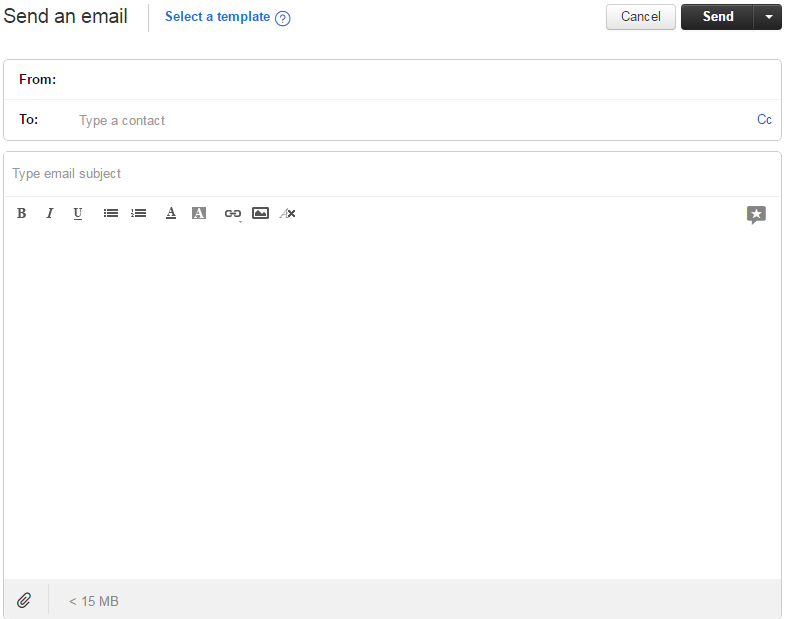 Send an email
Select a template ?
Cancel
Send
From:
To: Type a contact Cc
Type email subject
B I U A A A
< 15 MB